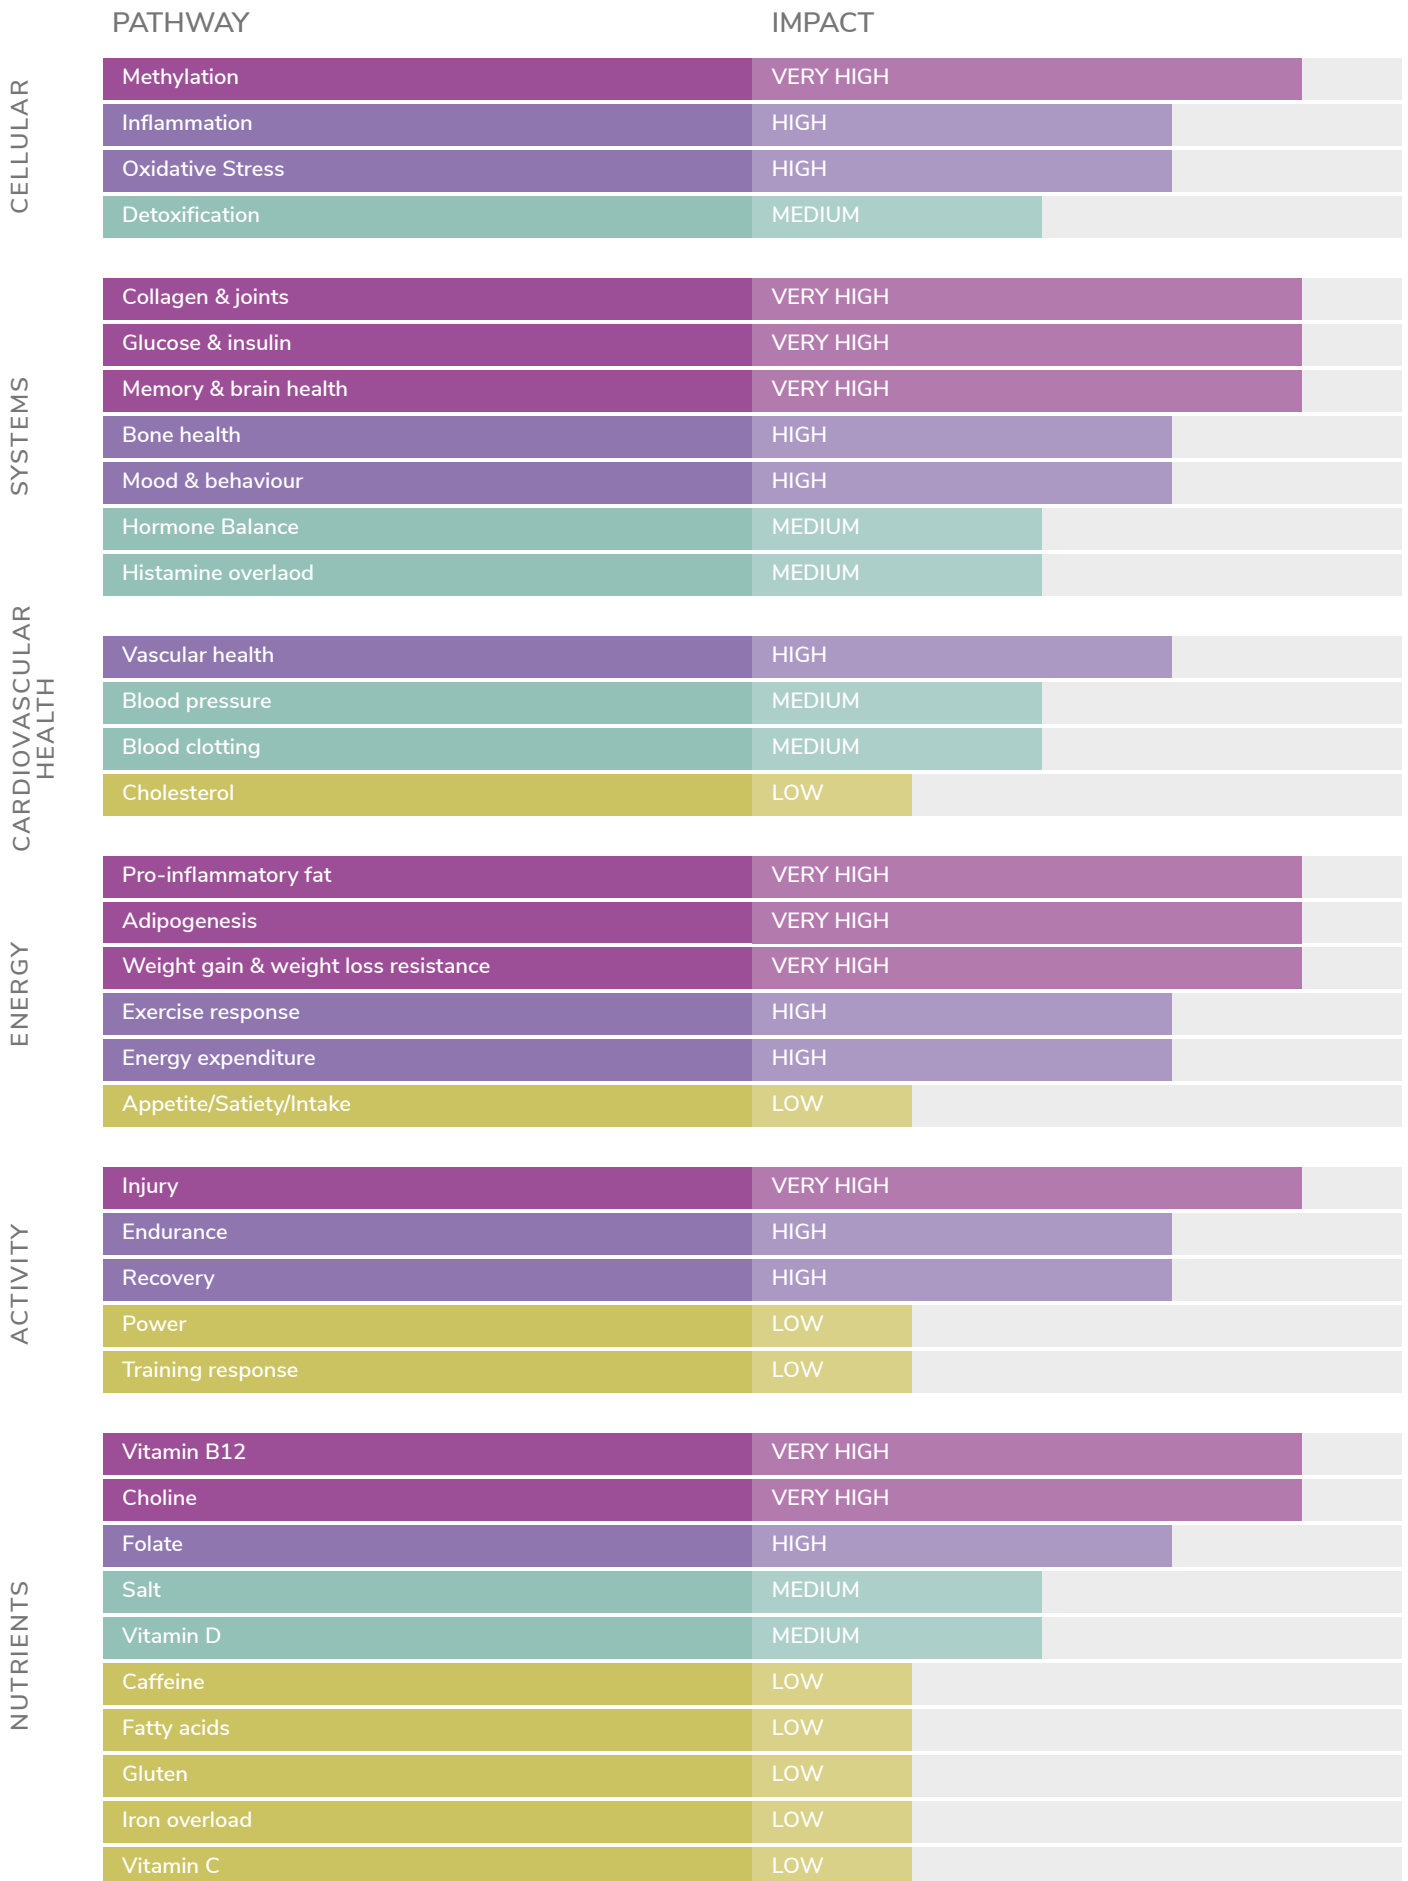 PATHWAY IMPACT
CELLULAR
Methylation VERY HIGH
Inflammation HIGH
Oxidative Stress HIGH
Detoxification MEDIUM
SYSTEMS
Collagen & joints VERY HIGH
Glucose & insulin VERY HIGH
Memory & brain health VERY HIGH
Bone health HIGH
Mood & behaviour HIGH
Hormone Balance MEDIUM
Histamine overlaod MEDIUM
CARDIOVASCULAR
HEALTH
Vascular health HIGH
Blood pressure MEDIUM
Blood clotting MEDIUM
Cholesterol LOW
ENERGY
Pro-inflammatory fat VERY HIGH
Adipogenesis VERY HIGH
Weight gain & weight loss resistance VERY HIGH
Exercise response HIGH
Energy expenditure HIGH
Appetite/Satiety/Intake LOW
ACTIVITY
Injury VERY HIGH
Endurance HIGH
Recovery HIGH
Power LOW
Training response LOW
NUTRIENTS
Vitamin B12 VERY HIGH
Choline VERY HIGH
Folate HIGH
Salt MEDIUM
Vitamin D MEDIUM
Caffeine LOW
Fatty acids LOW
Gluten LOW
Iron overload LOW
Vitamin C LOW